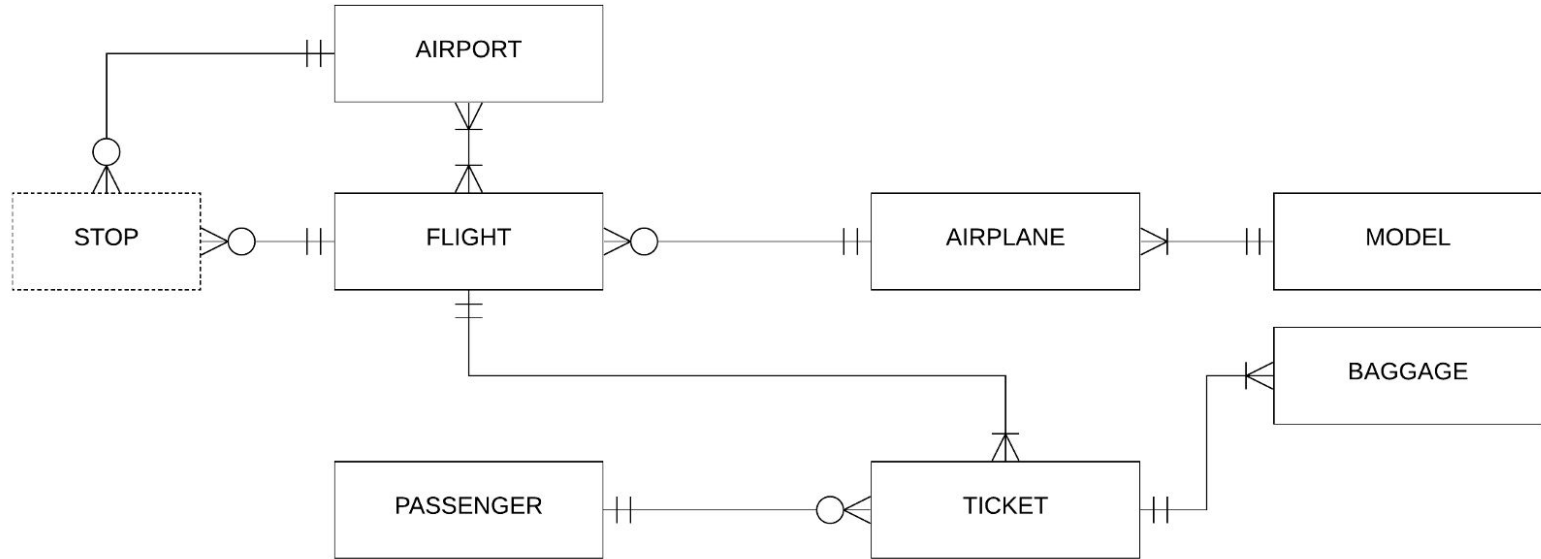 AIRPORT
STOP
FLIGHT
AIRPLANE
MODEL
BAGGAGE
PASSENGER
TICKET